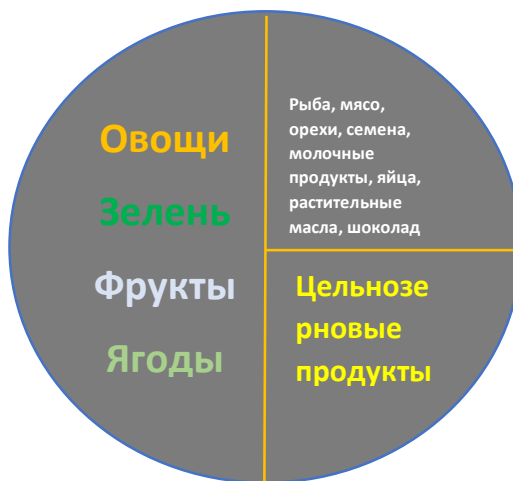 Овощи
Зелень
Фрукты
Ягоды
Рыба, мясо,
орехи, семена,
молочные
продукты, яйца,
растительные
масла, шоколад
Цельнозе
рновые
продукты